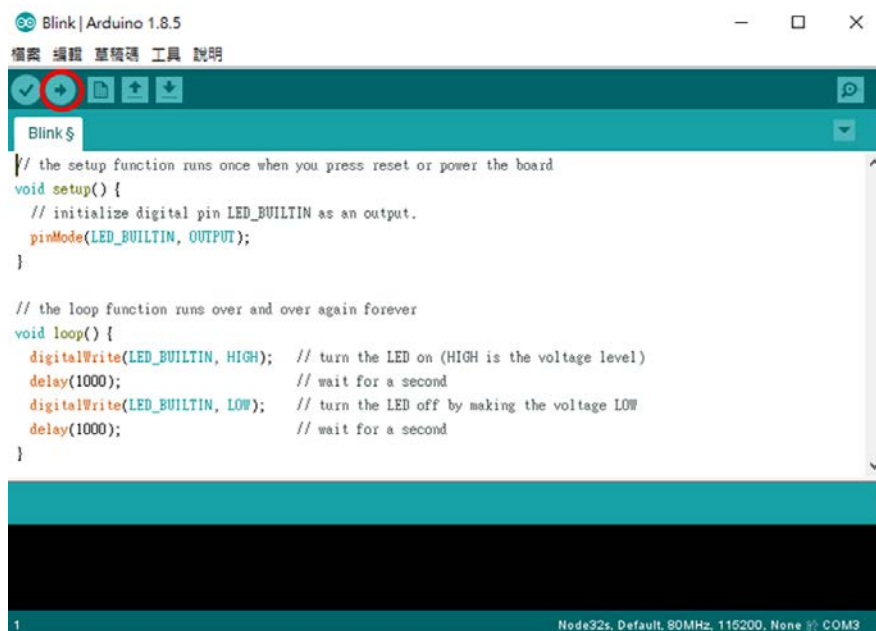 Blink | Arduino 1.8.5
檔案 編輯 草稿碼 工具 說明
Blink §
// the setup function runs once when you press reset or power the board
void setup() {
  // initialize digital pin LED_BUILTIN as an output.
  pinMode(LED_BUILTIN, OUTPUT);
}
// the loop function runs over and over again forever
void loop() {
  digitalWrite(LED_BUILTIN, HIGH);   // turn the LED on (HIGH is the voltage level)
  delay(1000);                       // wait for a second
  digitalWrite(LED_BUILTIN, LOW);    // turn the LED off by making the voltage LOW
  delay(1000);                       // wait for a second
}
1 Node32s, Default, 80MHz, 115200, None 於 COM3